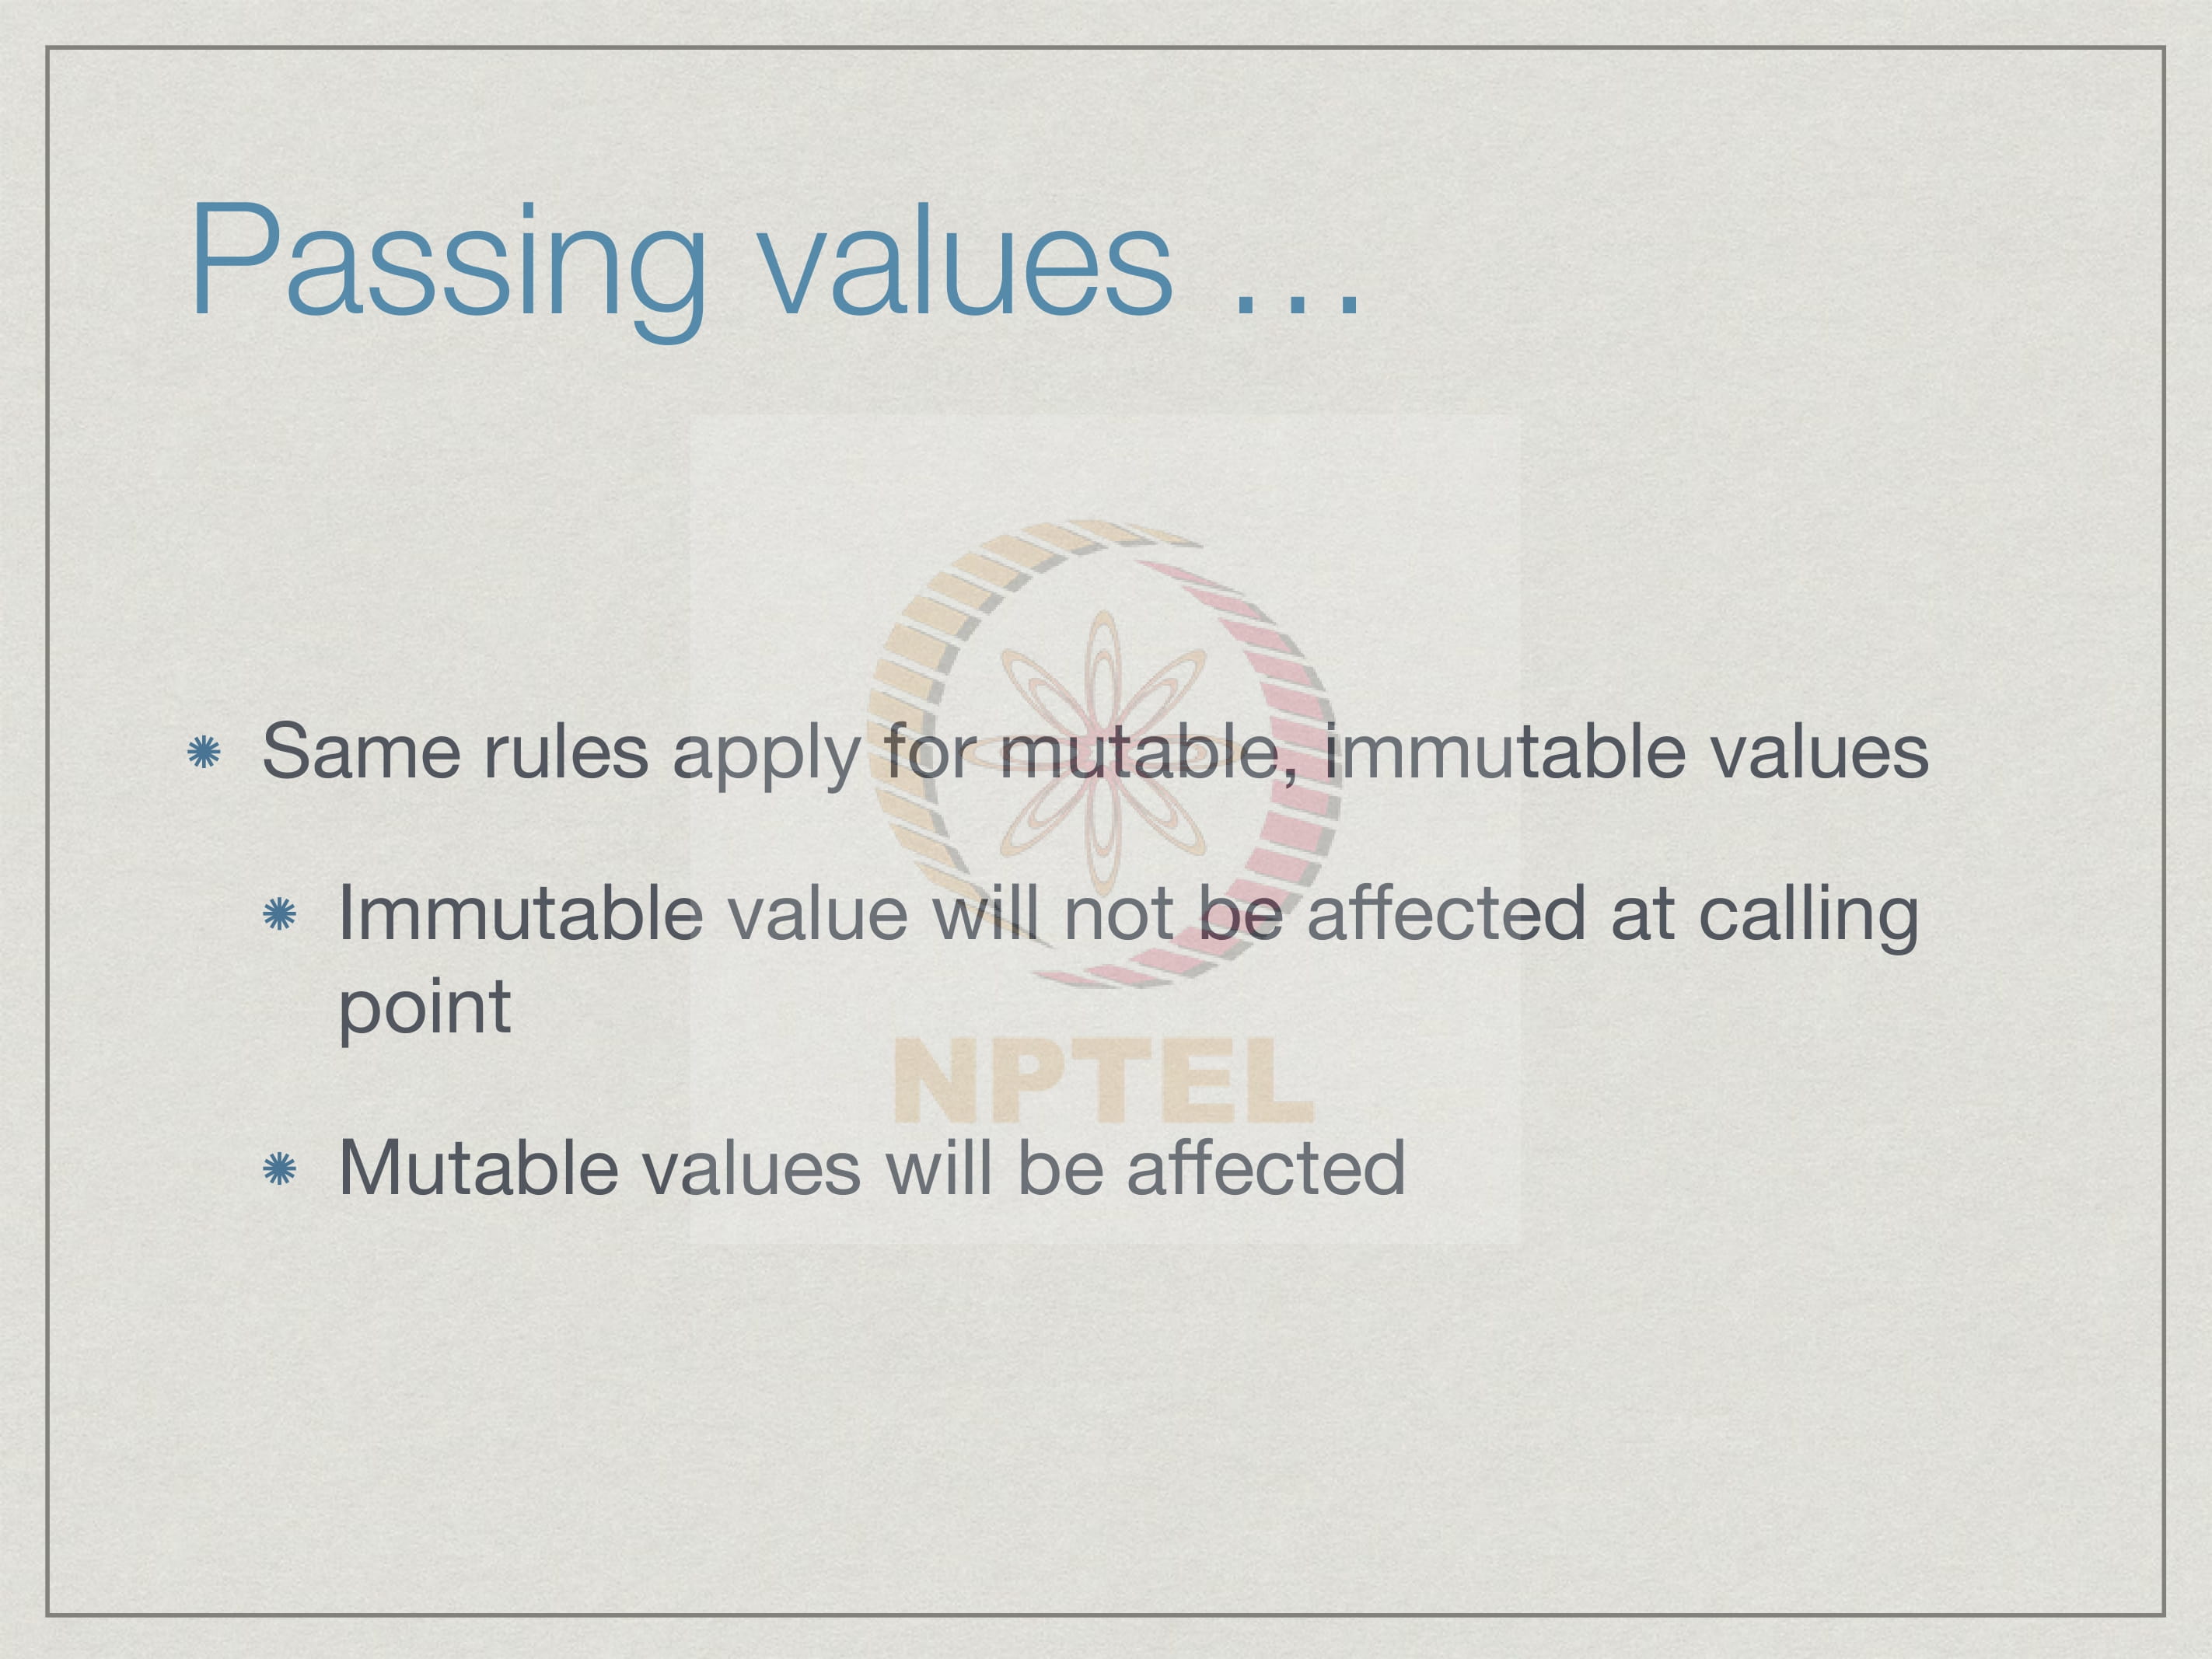 Passing values …
Same rules apply for mutable, immutable values
Immutable value will not be affected at calling
point
NPTEL
Mutable values will be affected